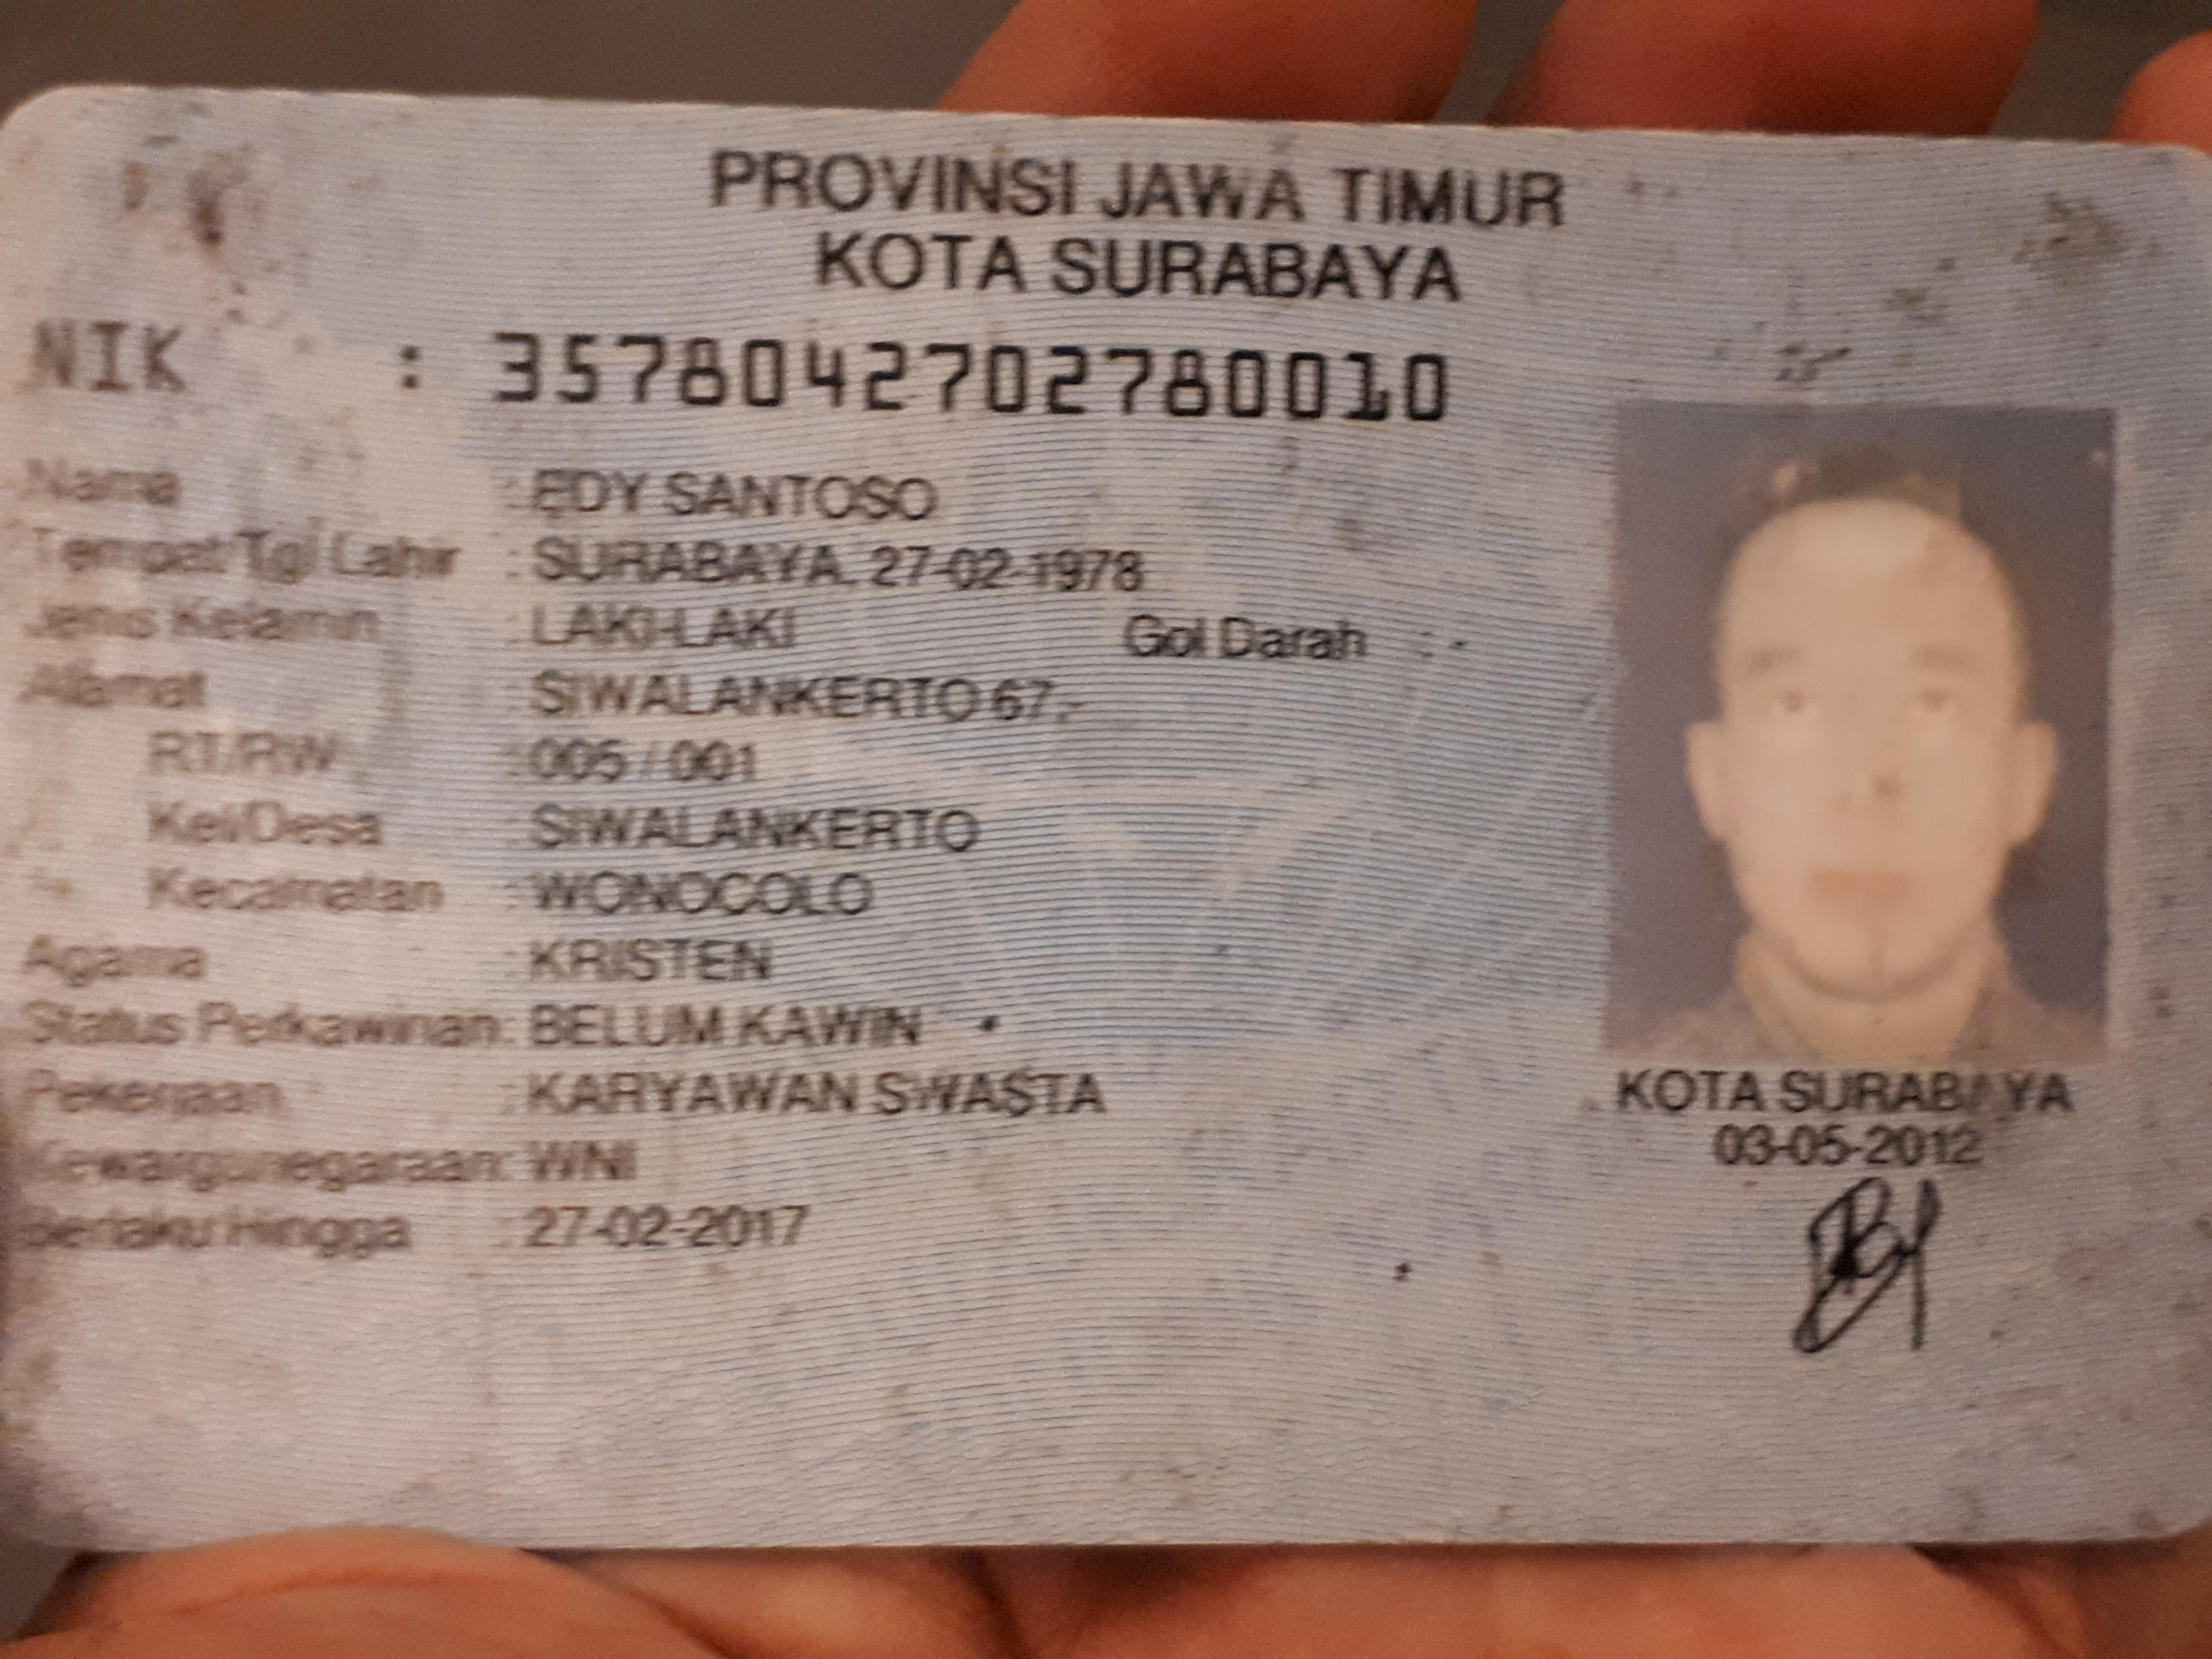 PROVINSI JAWA TIMUR
KOTA SURABAYA
NIK : 3578042702780010
Nama : EDY SANTOSO
Tempat/Tgl Lahir : SURABAYA, 27-02-1978
Jenis Kelamin : LAKI-LAKI Gol Darah : -
Alamat : SIWALANKERTO 67,-
RT/RW : 005 / 001
Kel/Desa : SIWALANKERTO
Kecamatan : WONOCOLO
Agama : KRISTEN
Status Perkawinan: BELUM KAWIN
Pekerjaan : KARYAWAN SWASTA
Kewarganegaraan: WNI
Berlaku Hingga : 27-02-2017
KOTA SURABAYA
03-05-2012